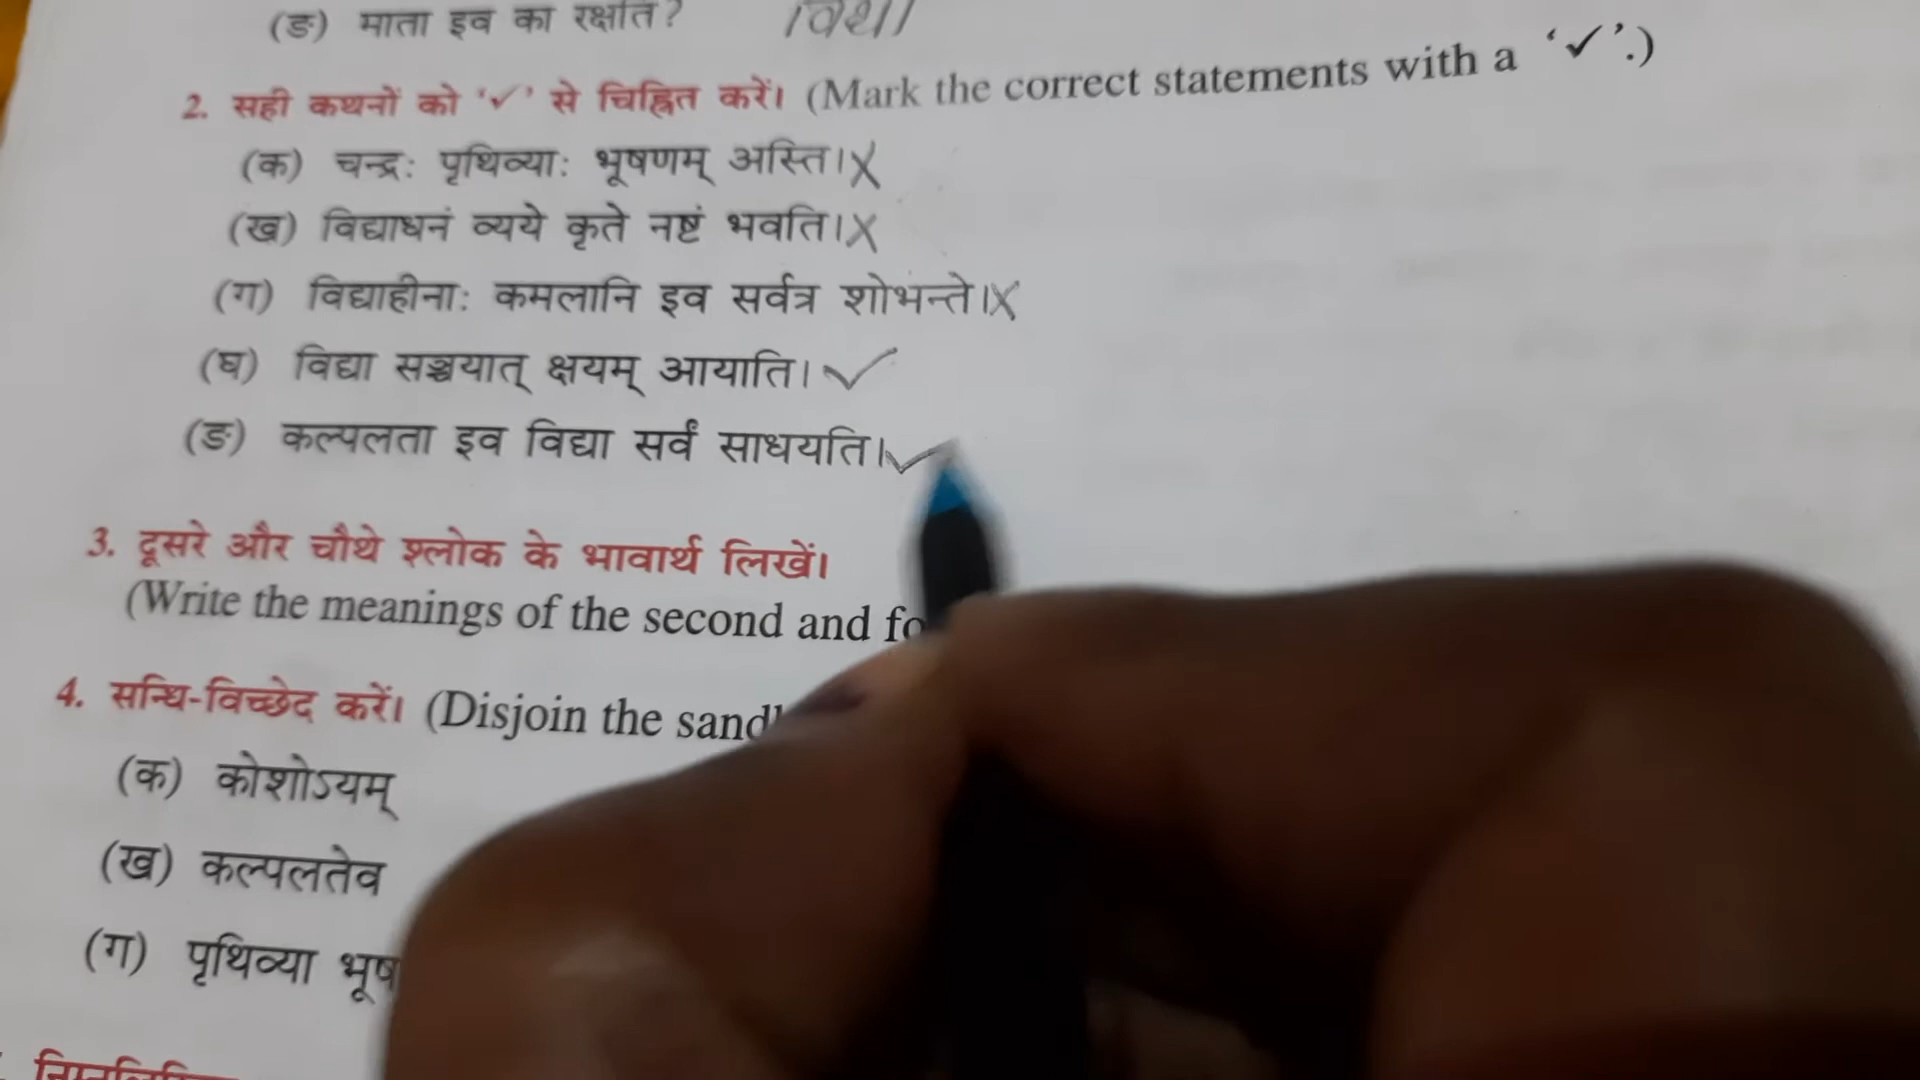 (ङ) माता इव का रक्षति? विद्या
2. सही कथनों को ‘✓’ से चिह्नित करें। (Mark the correct statements with a ‘✓’.)
(क) चन्द्रः पृथिव्याः भूषणम् अस्ति। X
(ख) विद्याधनं व्यये कृते नष्टं भवति। X
(ग) विद्याहीनाः कमलानि इव सर्वत्र शोभन्ते। X
(घ) विद्या सञ्चयात् क्षयम् आयाति। ✓
(ङ) कल्पलता इव विद्या सर्वं साधयति। ✓
3. दूसरे और चौथे श्लोक के भावार्थ लिखें।
(Write the meanings of the second and fo
4. सन्धि-विच्छेद करें। (Disjoin the sand
(क) कोशोऽयम्
(ख) कल्पलतेव
(ग) पृथिव्या भूष